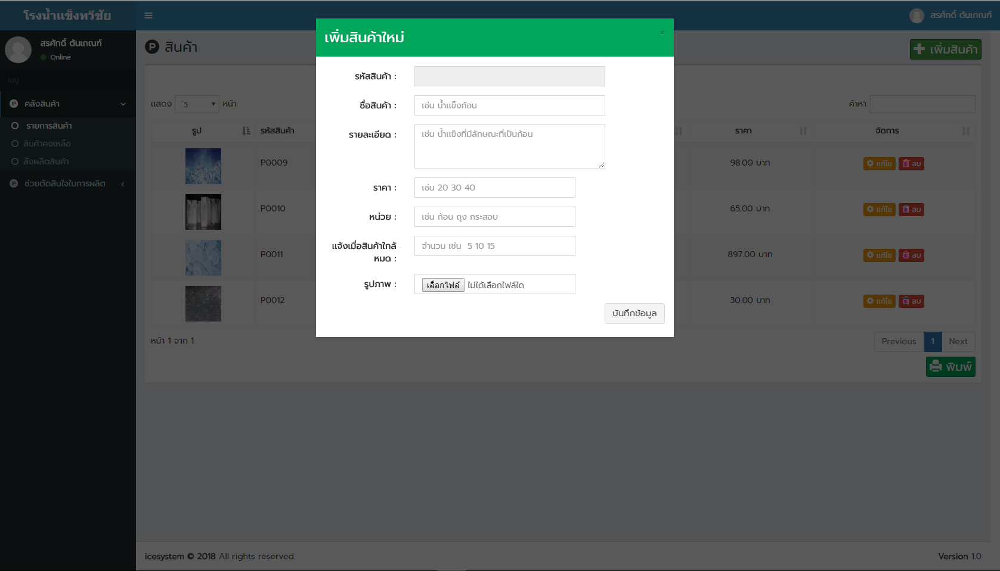 โรงน้ำแข็งทวีชัย
สรศักดิ์ ตันเกณฑ์
สรศักดิ์ ตันเกณฑ์
Online
เมนู
คลังสินค้า
รายการสินค้า
สินค้าคงเหลือ
สั่งผลิตสินค้า
ช่วยตัดสินใจในการผลิต
สินค้า
เพิ่มสินค้า
แสดง 5 หน้า
ค้าหา
รูป รหัสสินค้า ราคา จัดการ
P0009 98.00 บาท แก้ไข ลบ
P0010 65.00 บาท แก้ไข ลบ
P0011 897.00 บาท แก้ไข ลบ
P0012 30.00 บาท แก้ไข ลบ
หน้า 1 จาก 1
Previous 1 Next
พิมพ์
เพิ่มสินค้าใหม่
×
รหัสสินค้า :
ชื่อสินค้า : เช่น น้ำแข็งก้อน
รายละเอียด : เช่น น้ำแข็งที่มีลักษณะที่เป็นก้อน
ราคา : เช่น 20 30 40
หน่วย : เช่น ก้อน ถุง กระสอบ
แจ้งเมื่อสินค้าใกล้ จำนวน เช่น 5 10 15
หมด :
รูปภาพ : เลือกไฟล์ ไม่ได้เลือกไฟล์ใด
บันทึกข้อมูล
icesystem © 2018 All rights reserved.
Version 1.0